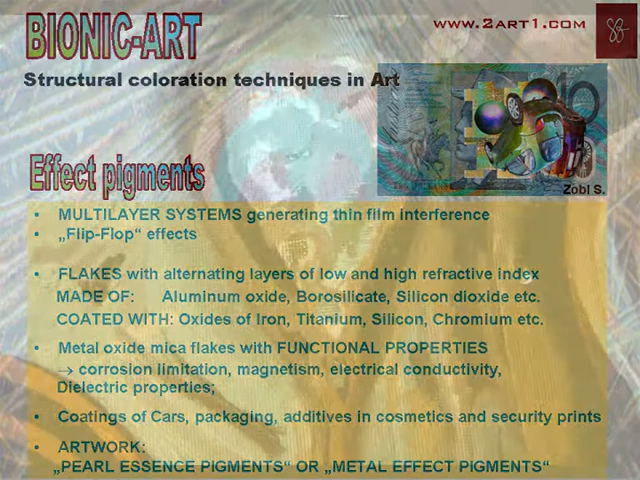 BIONIC-ART
www.2art1.com
Structural coloration techniques in Art
10
Zobl S.
Effect pigments
• MULTILAYER SYSTEMS generating thin film interference
• „Flip-Flop“ effects
• FLAKES with alternating layers of low and high refractive index
MADE OF: Aluminum oxide, Borosilicate, Silicon dioxide etc.
COATED WITH: Oxides of Iron, Titanium, Silicon, Chromium etc.
• Metal oxide mica flakes with FUNCTIONAL PROPERTIES
→ corrosion limitation, magnetism, electrical conductivity,
Dielectric properties;
• Coatings of Cars, packaging, additives in cosmetics and security prints
• ARTWORK:
„PEARL ESSENCE PIGMENTS“ OR „METAL EFFECT PIGMENTS“